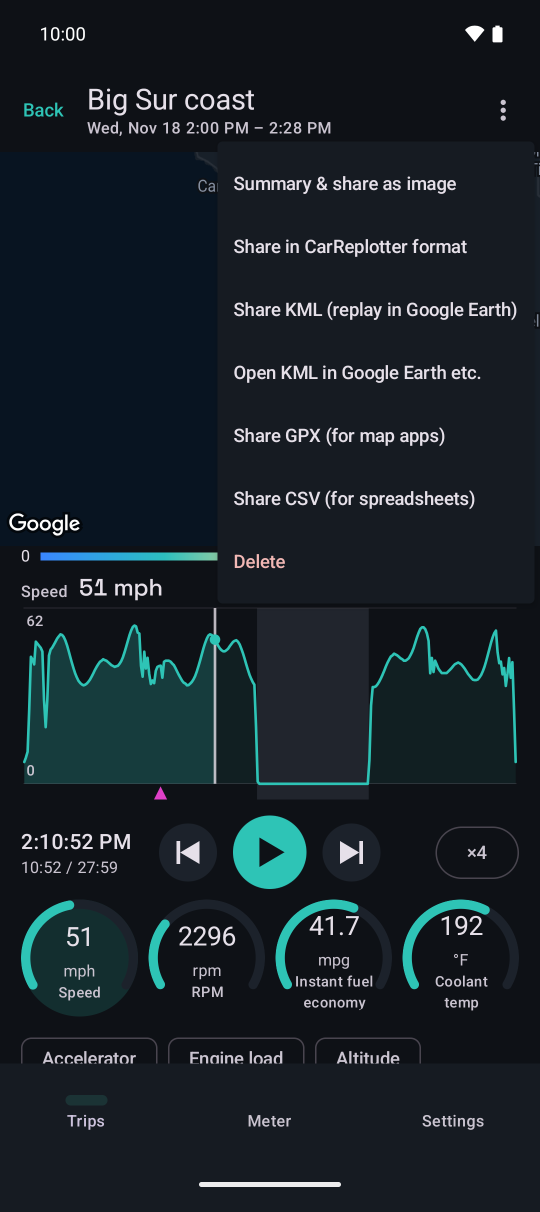 10:00
Back
Big Sur coast
Wed, Nov 18 2:00 PM – 2:28 PM
Summary & share as image
Share in CarReplotter format
Share KML (replay in Google Earth)
Open KML in Google Earth etc.
Share GPX (for map apps)
Share CSV (for spreadsheets)
Delete
Google
0
Speed 51 mph
62
0
2:10:52 PM
10:52 / 27:59
×4
51
mph
Speed
2296
rpm
RPM
41.7
mpg
Instant fuel
economy
192
°F
Coolant
temp
Accelerator
Engine load
Altitude
Trips
Meter
Settings